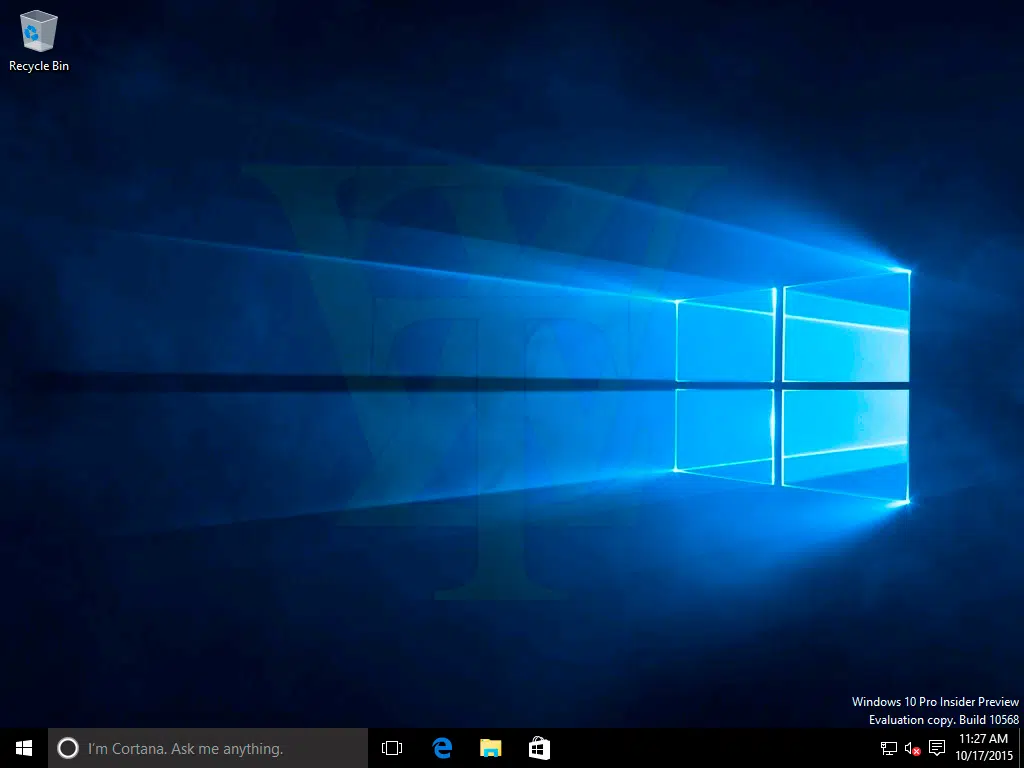 Recycle Bin
Windows 10 Pro Insider Preview
Evaluation copy. Build 10568
I'm Cortana. Ask me anything.
11:27 AM
10/17/2015